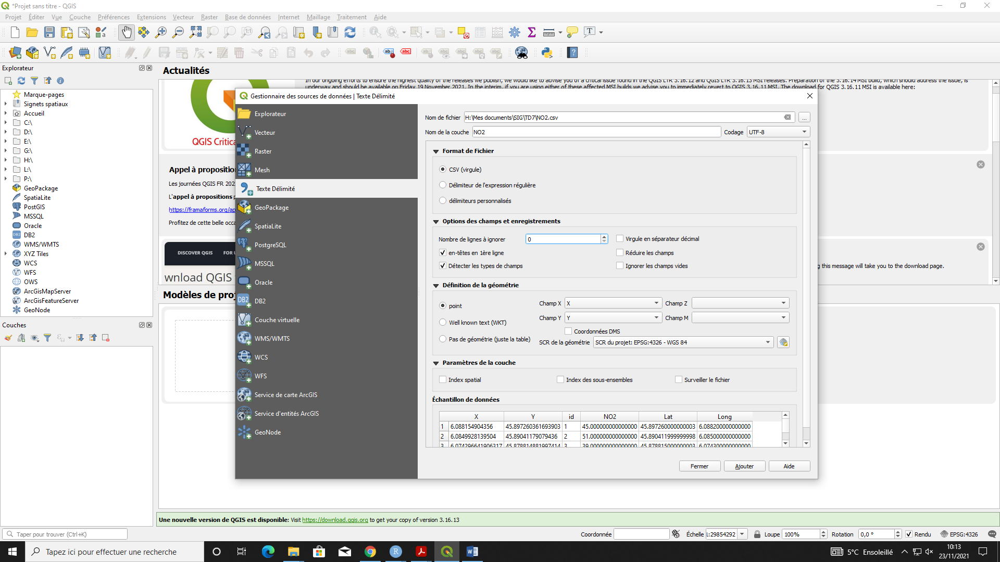 *Projet sans titre - QGIS
Projet Éditer Vue Couche Préférences Extensions Vecteur Raster Base de données Internet Maillage Traitement Aide
Explorateur
Marque-pages
Signets spatiaux
Accueil
C:\
D:\
E:\
G:\
H:\
L:\
P:\
GeoPackage
SpatiaLite
PostGIS
MSSQL
Oracle
DB2
WMS/WMTS
XYZ Tiles
WCS
WFS
OWS
ArcGisMapServer
ArcGisFeatureServer
GeoNode
Couches
Actualités
In our ongoing efforts to ensure the highest quality of the releases we publish, we would like to advise you of a critical issue found in the QGIS LTR 3.16.12 and QGIS LTR 3.16.13 MSI releases. Preparation of the 3.16.14 MSI build, which should address the issue, is
underway and should be available on Friday 19 November 2021. In the interim, if you are using either of these affected MSI builds we advise you to immediately revert to QGIS 3.16.11 MSI. The download for QGIS 3.16.11 MSI is available here:
QGIS Critica
Appel à propositio
Les journées QGIS FR 202
L'appel à propositions
https://framaforms.org/ap
Profitez de cette belle occa
DISCOVER QGIS FOR U
wnload QGIS
g this message will take you to the download page.
Modèles de proj
Gestionnaire des sources de données | Texte Délimité
Explorateur
Vecteur
Raster
Mesh
Texte Délimité
GeoPackage
SpatiaLite
PostgreSQL
MSSQL
Oracle
DB2
DB2
Couche virtuelle
WMS/WMTS
WCS
WFS
Service de carte ArcGIS
Service d'entités ArcGIS
GeoNode
Nom de fichier H:\Mes documents\SIG\TD7\NO2.csv ...
Nom de la couche NO2 Codage UTF-8
Format de Fichier
CSV (virgule)
Délimiteur de l'expression régulière
délimiteurs personnalisés
Options des champs et enregistrements
Nombre de lignes à ignorer 0 Virgule en séparateur décimal
en-têtes en 1ère ligne Réduire les champs
Détecter les types de champs Ignorer les champs vides
Définition de la géométrie
point Champ X X Champ Z
Well known text (WKT) Champ Y Y Champ M
Coordonnées DMS
Pas de géométrie (juste la table) SCR de la géométrie SCR du projet: EPSG:4326 - WGS 84
Paramètres de la couche
Index spatial Index des sous-ensembles Surveiller le fichier
Échantillon de données
X Y id NO2 Lat Long
1 6.088154904356 45.897260361693903 1 45.000000000000000 45.897260000000003 6.088200000000000
2 6.0849928139504 45.89041179079436 2 51.000000000000000 45.890411999999998 6.085000000000000
3 6.074296641906317 45.878814881997414 3 39.000000000000000 45.878815000000003 6.074300000000000
Fermer Ajouter Aide
Une nouvelle version de QGIS est disponible: Visit https://download.qgis.org to get your copy of version 3.16.13
Taper pour trouver (Ctrl+K) Coordonnée Échelle 1:29854292 Loupe 100% Rotation 0,0 ° Rendu EPSG:4326
Tapez ici pour effectuer une recherche
5°C Ensoleillé
10:13
23/11/2021